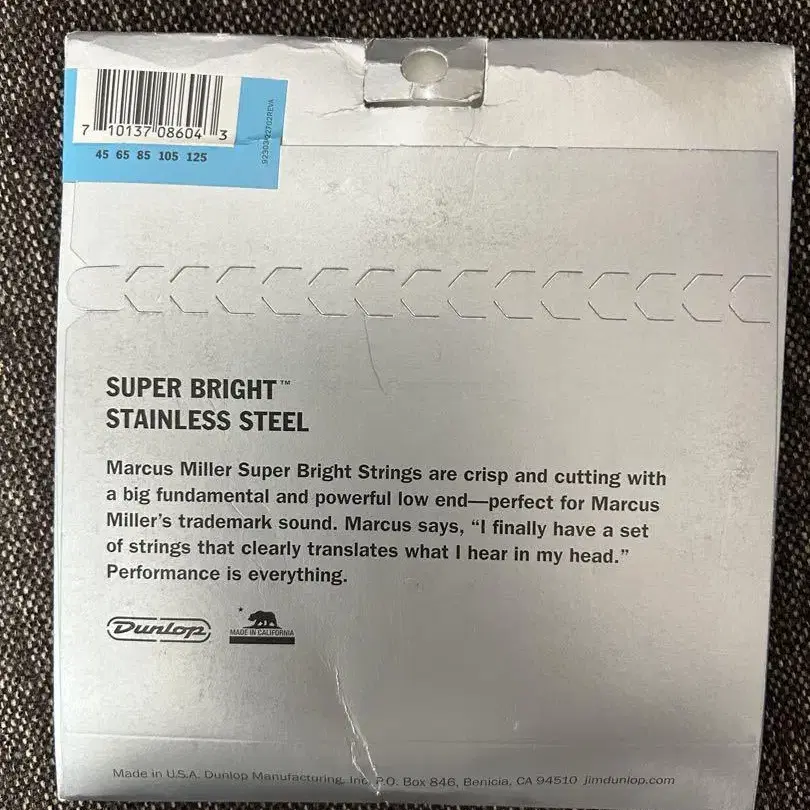 7 10137 08604 3
45 65 85 105 125
SUPER BRIGHT™
STAINLESS STEEL
Marcus Miller Super Bright Strings are crisp and cutting with
a big fundamental and powerful low end—perfect for Marcus
Miller's trademark sound. Marcus says, “I finally have a set
of strings that clearly translates what I hear in my head.”
Performance is everything.
Dunlop
MADE IN CALIFORNIA
Made in U.S.A. Dunlop Manufacturing, Inc. P.O. Box 846, Benicia, CA 94510 jimdunlop.com